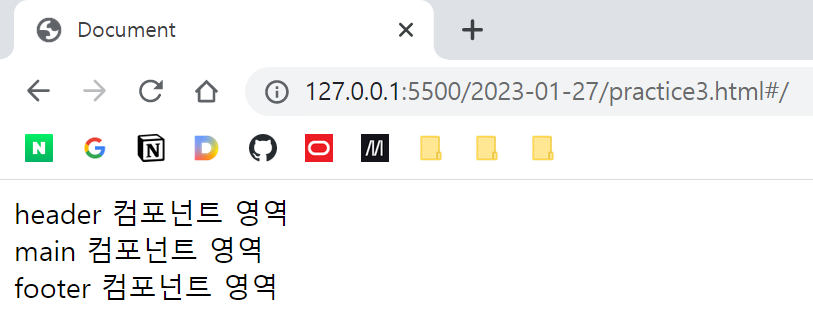 Document
127.0.0.1:5500/2023-01-27/practice3.html#/
header 컴포넌트 영역
main 컴포넌트 영역
footer 컴포넌트 영역